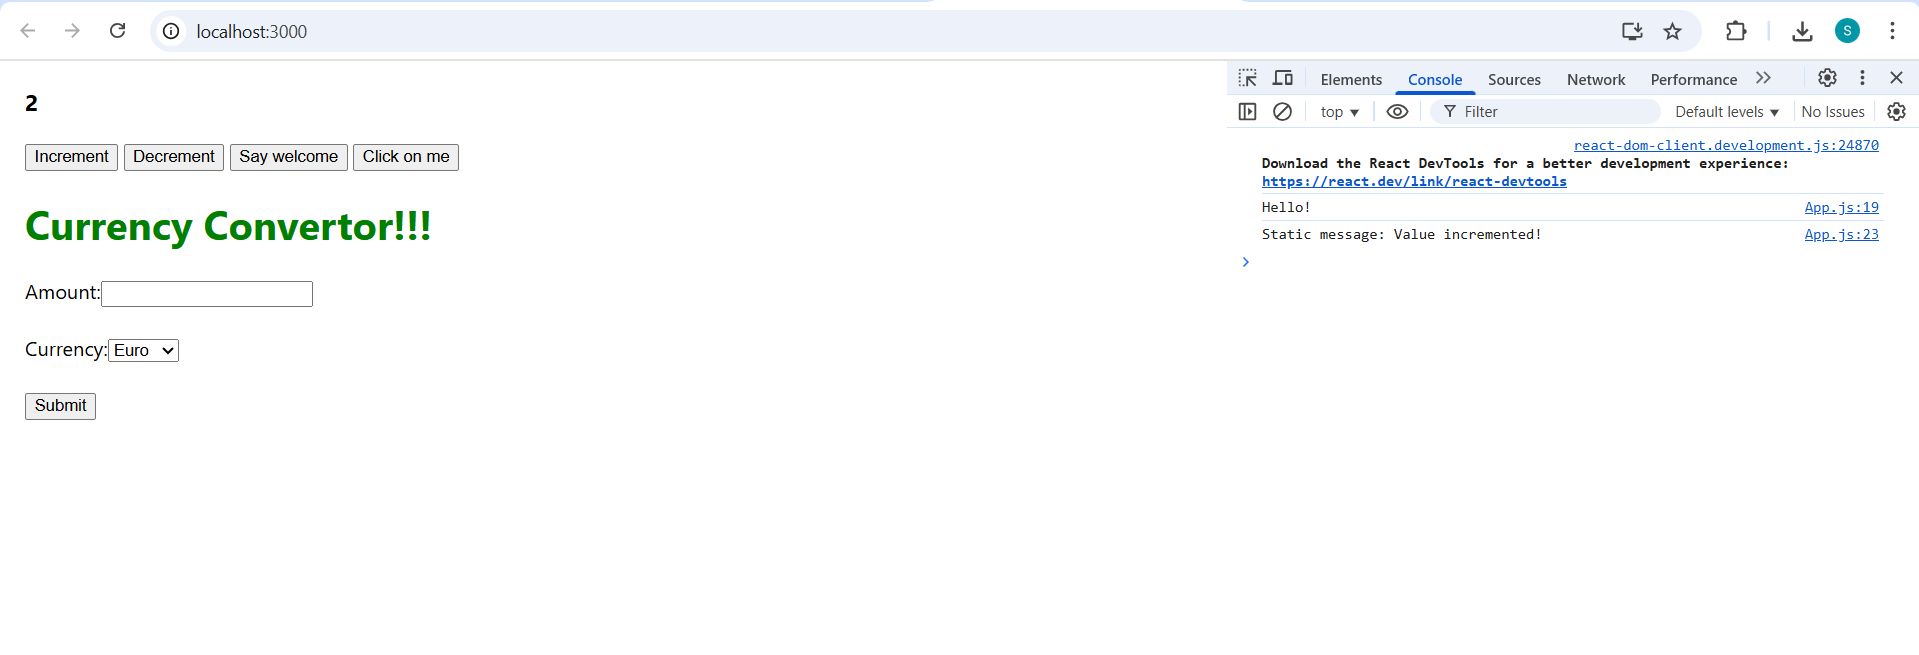 localhost:3000
S
2
Increment Decrement Say welcome Click on me
Currency Convertor!!!
Amount:
Currency: Euro
Submit
Elements Console Sources Network Performance
top Filter Default levels No Issues
react-dom-client.development.js:24870
Download the React DevTools for a better development experience:
https://react.dev/link/react-devtools
Hello! App.js:19
Static message: Value incremented! App.js:23